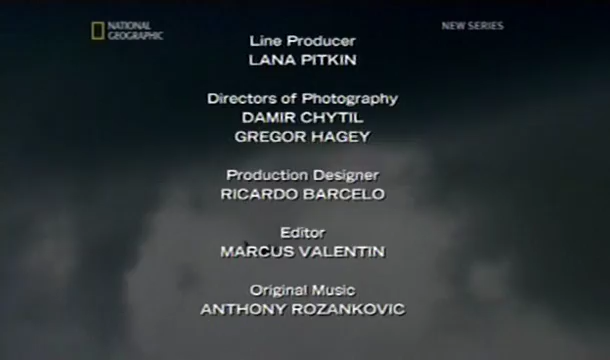 NATIONAL
GEOGRAPHIC
NEW SERIES
Line Producer
LANA PITKIN
Directors of Photography
DAMIR CHYTIL
GREGOR HAGEY
Production Designer
RICARDO BARCELO
Editor
MARCUS VALENTIN
Original Music
ANTHONY ROZANKOVIC